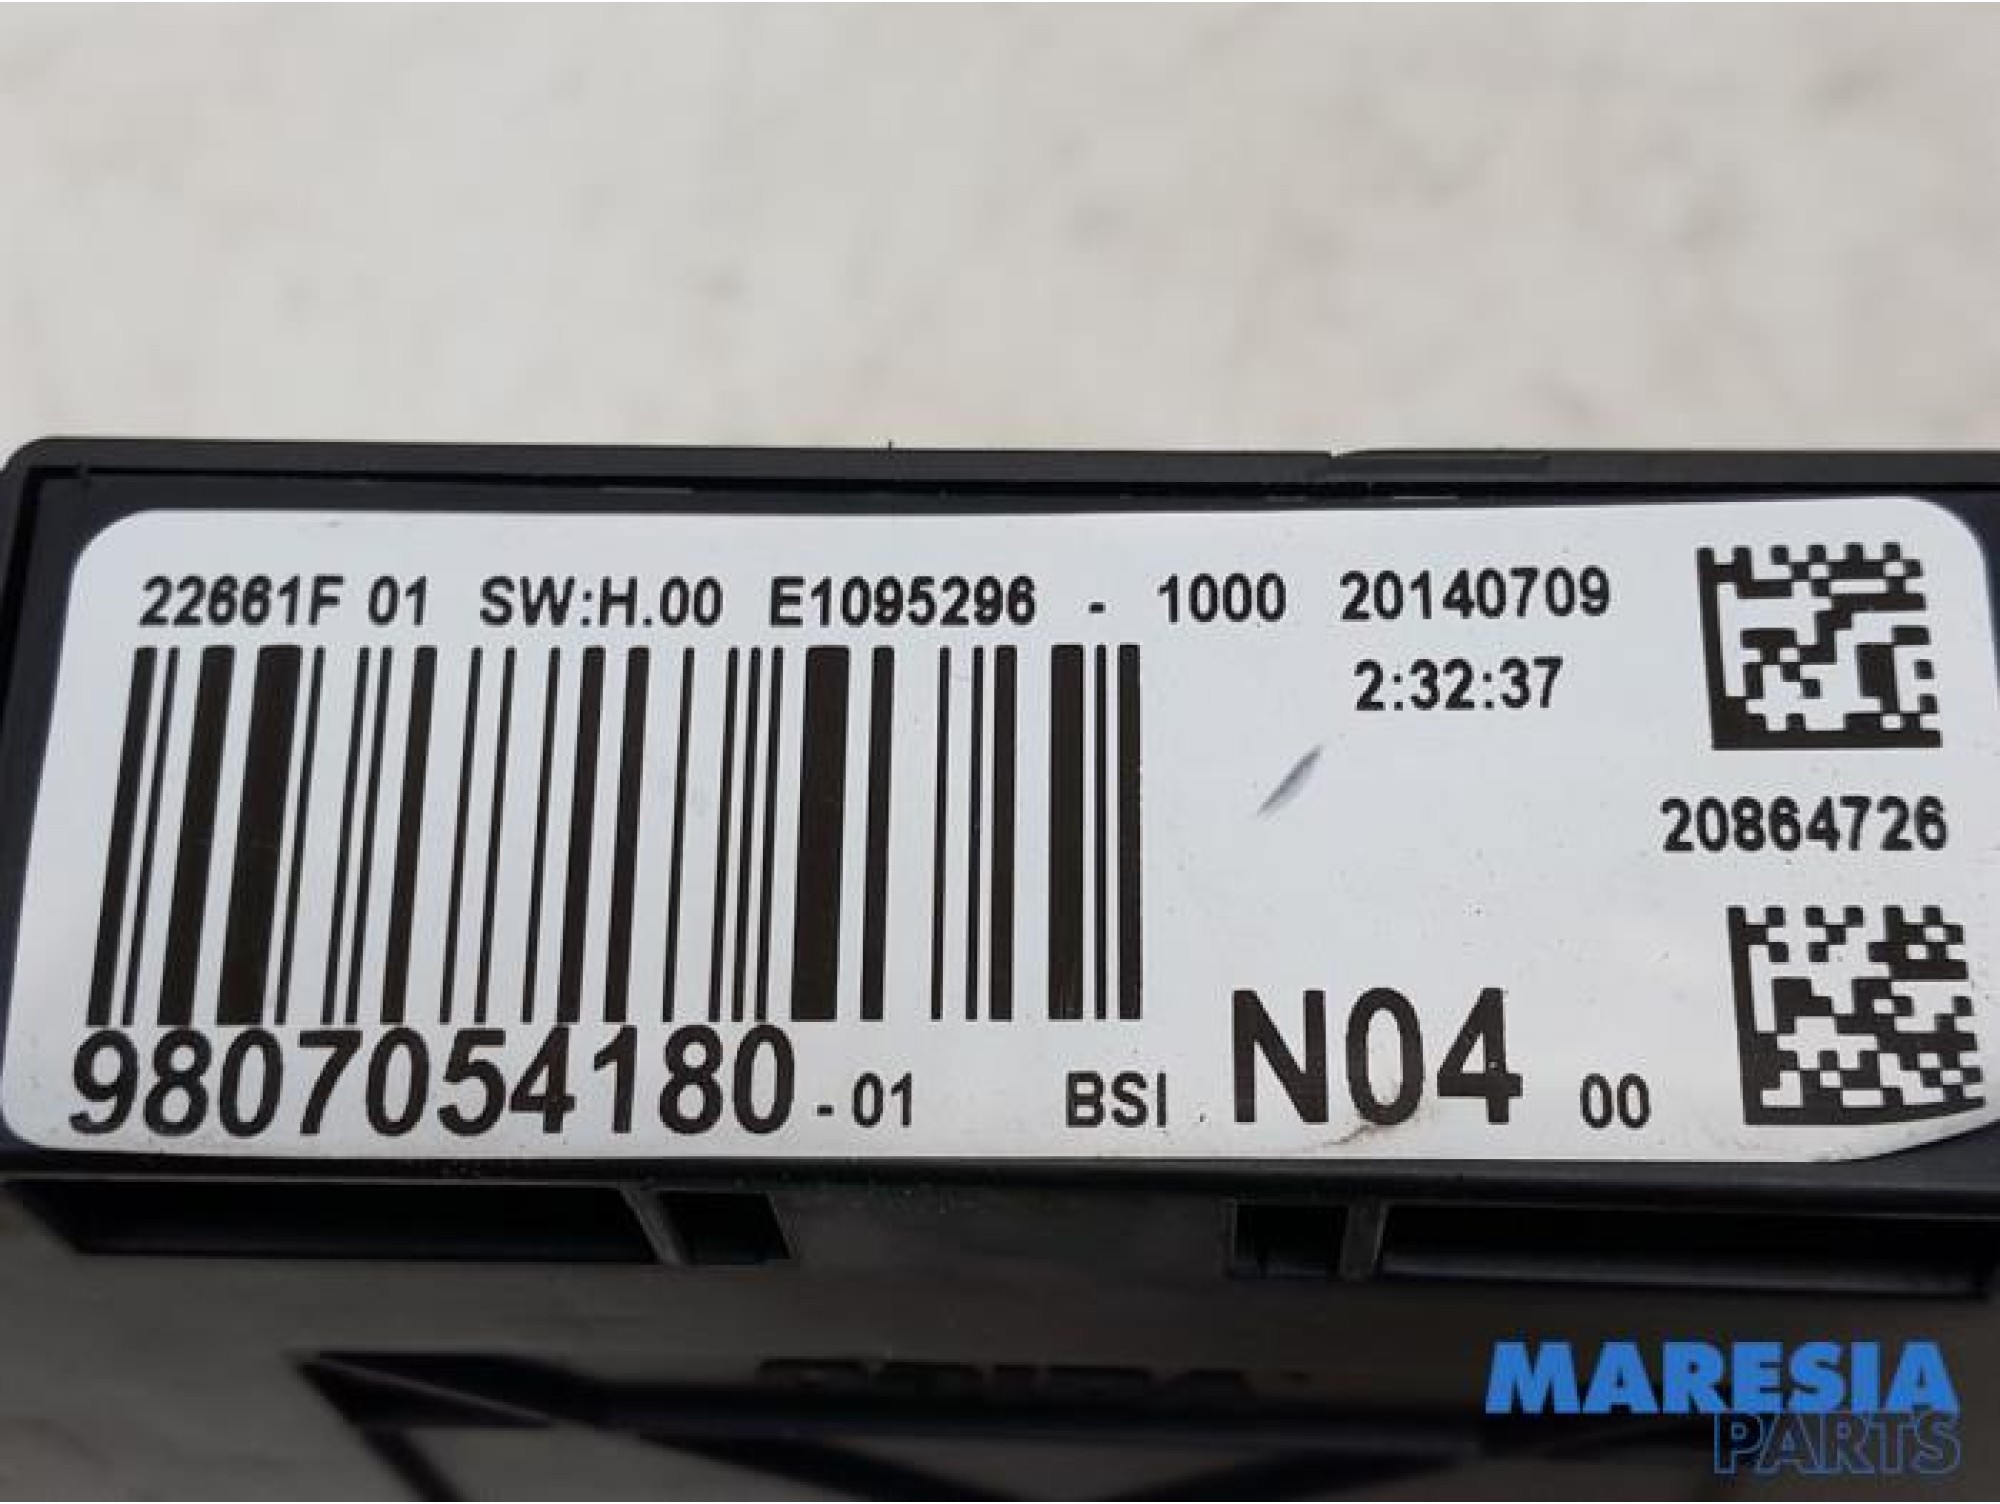 22661F 01 SW:H.00 E1095296 - 1000 20140709
2:32:37
20864726
9807054180 -01 BSI . N04 00
MARESIA
PARTS